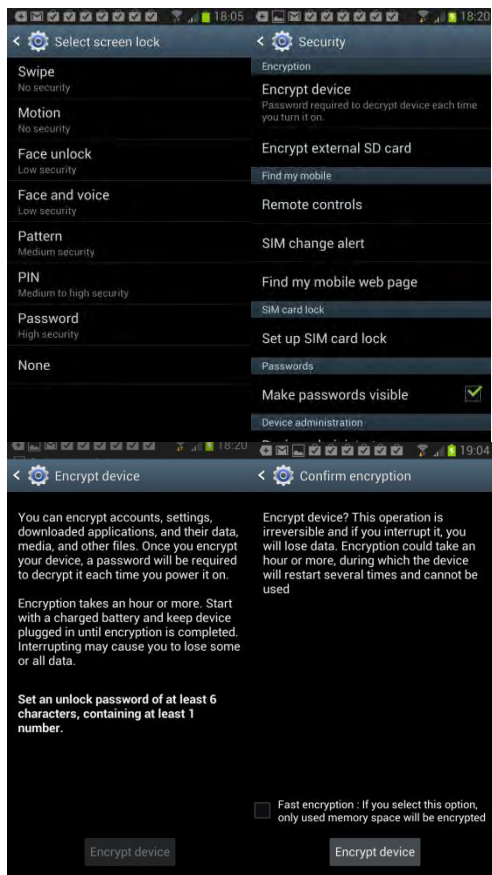 18:05
Select screen lock
Swipe
No security
Motion
No security
Face unlock
Low security
Face and voice
Low security
Pattern
Medium security
PIN
Medium to high security
Password
High security
None
18:20
Security
Encryption
Encrypt device
Password required to decrypt device each time
you turn it on.
Encrypt external SD card
Find my mobile
Remote controls
SIM change alert
Find my mobile web page
SIM card lock
Set up SIM card lock
Passwords
Make passwords visible
Device administration
18:20
Encrypt device
You can encrypt accounts, settings,
downloaded applications, and their data,
media, and other files. Once you encrypt
your device, a password will be required
to decrypt it each time you power it on.
Encryption takes an hour or more. Start
with a charged battery and keep device
plugged in until encryption is completed.
Interrupting may cause you to lose some
or all data.
Set an unlock password of at least 6
characters, containing at least 1
number.
Encrypt device
19:04
Confirm encryption
Encrypt device? This operation is
irreversible and if you interrupt it, you
will lose data. Encryption could take an
hour or more, during which the device
will restart several times and cannot be
used
Fast encryption : If you select this option,
only used memory space will be encrypted
Encrypt device